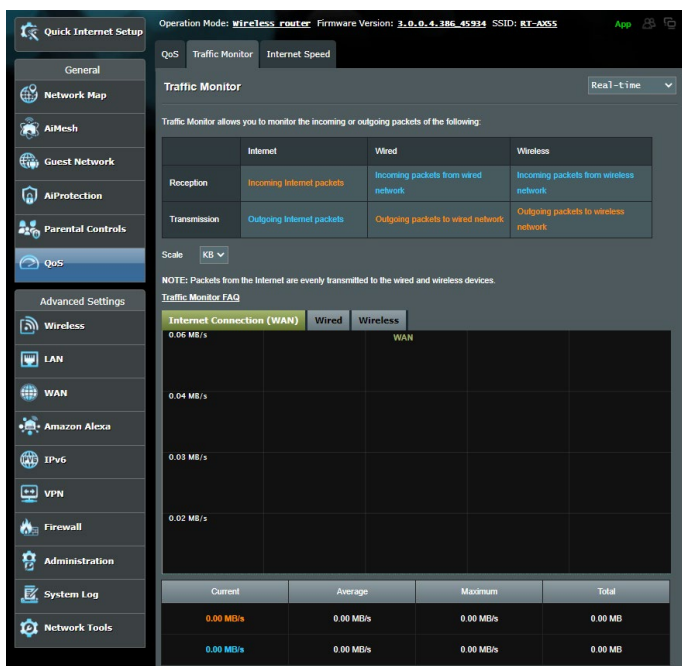 Quick Internet Setup
General
Network Map
AiMesh
Guest Network
AiProtection
Parental Controls
QoS
Advanced Settings
Wireless
LAN
WAN
Amazon Alexa
IPv6
VPN
Firewall
Administration
System Log
Network Tools
Operation Mode: Wireless router Firmware Version: 3.0.0.4.386_45934 SSID: RT-AX55 App
QoS Traffic Monitor Internet Speed
Traffic Monitor Real-time
Traffic Monitor allows you to monitor the incoming or outgoing packets of the following:
Internet Wired Wireless
Reception Incoming Internet packets Incoming packets from wired network Incoming packets from wireless network
Transmission Outgoing Internet packets Outgoing packets to wired network Outgoing packets to wireless network
Scale KB
NOTE: Packets from the Internet are evenly transmitted to the wired and wireless devices.
Traffic Monitor FAQ
Internet Connection (WAN) Wired Wireless
0.06 MB/s WAN
0.04 MB/s
0.03 MB/s
0.02 MB/s
Current Average Maximum Total
0.00 MB/s 0.00 MB/s 0.00 MB/s 0.00 MB
0.00 MB/s 0.00 MB/s 0.00 MB/s 0.00 MB